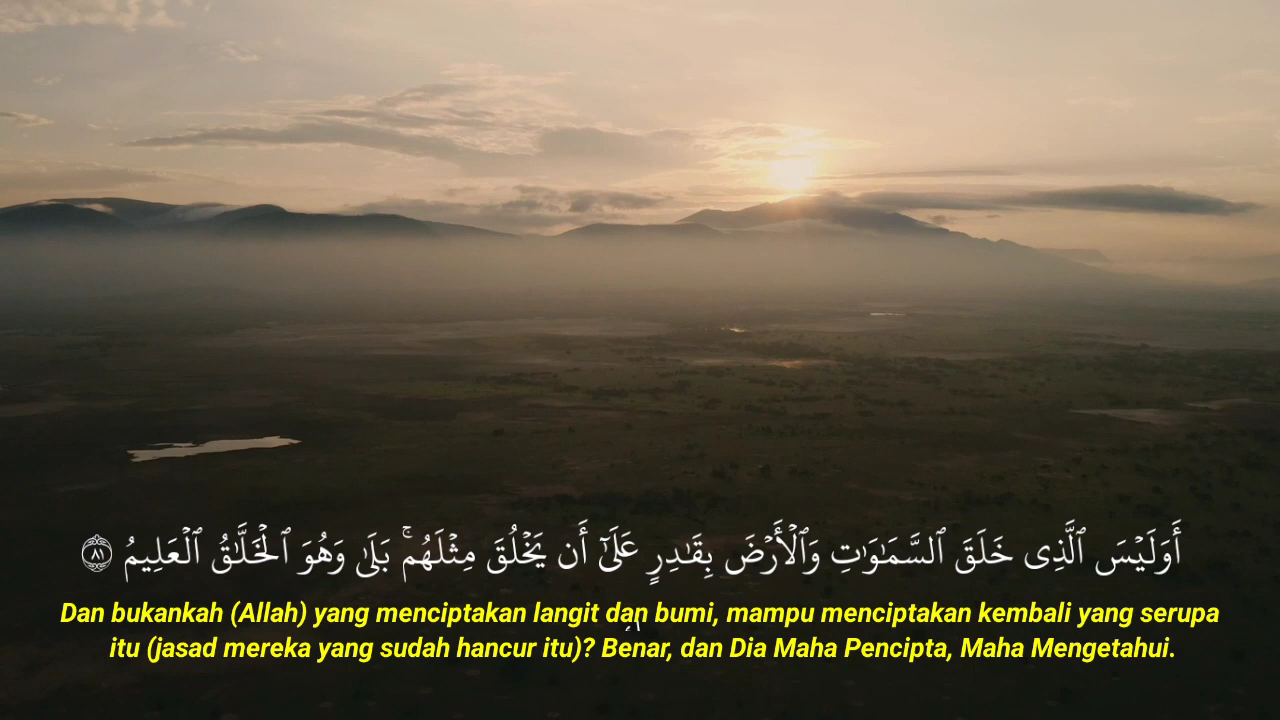 أَوَلَيْسَ ٱلَّذِى خَلَقَ ٱلسَّمَـٰوَٰتِ وَٱلْأَرْضَ بِقَـٰدِرٍ عَلَىٰٓ أَن يَخْلُقَ مِثْلَهُم ۚ بَلَىٰ وَهُوَ ٱلْخَلَّـٰقُ ٱلْعَلِيمُ ٨١
Dan bukankah (Allah) yang menciptakan langit dan bumi, mampu menciptakan kembali yang serupa
itu (jasad mereka yang sudah hancur itu)? Benar, dan Dia Maha Pencipta, Maha Mengetahui.